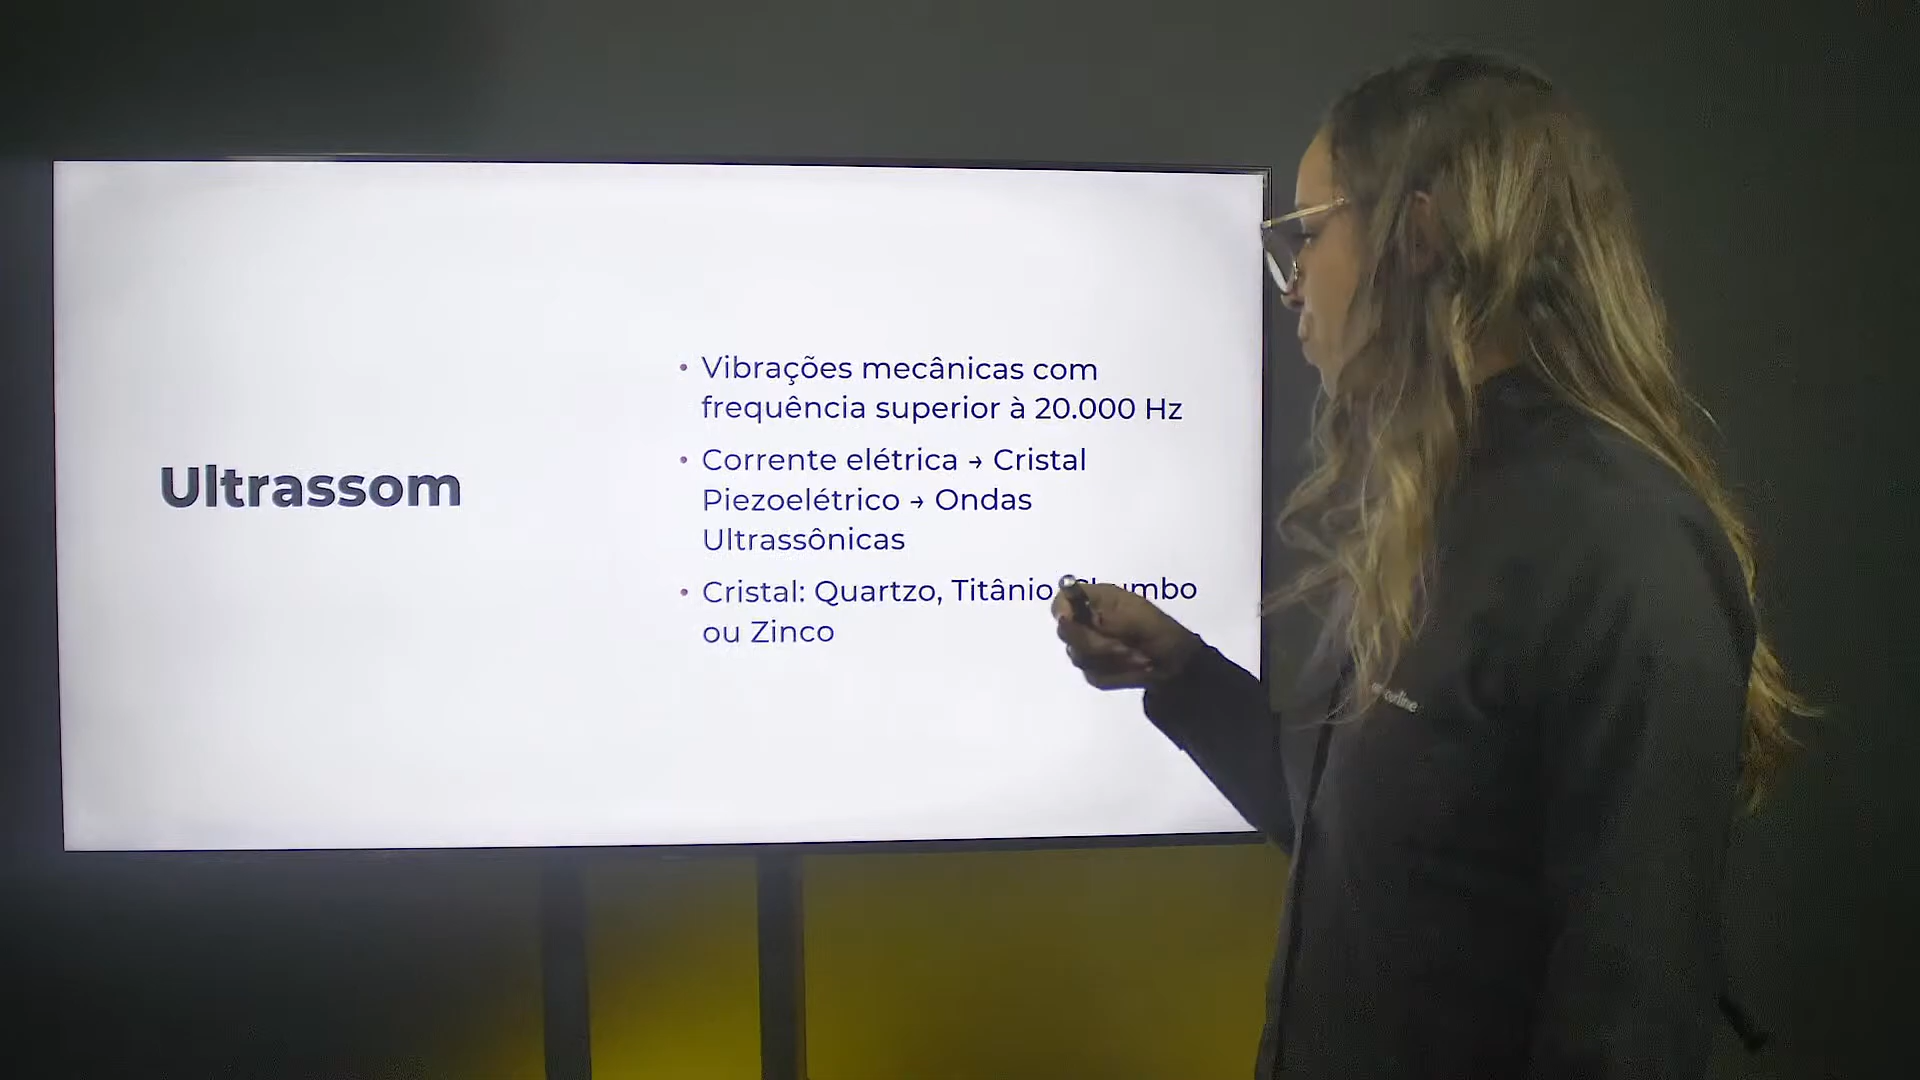 Ultrassom
• Vibrações mecânicas com
frequência superior à 20.000 Hz
• Corrente elétrica → Cristal
Piezoelétrico → Ondas
Ultrassônicas
• Cristal: Quartzo, Titânio
ou Zinco